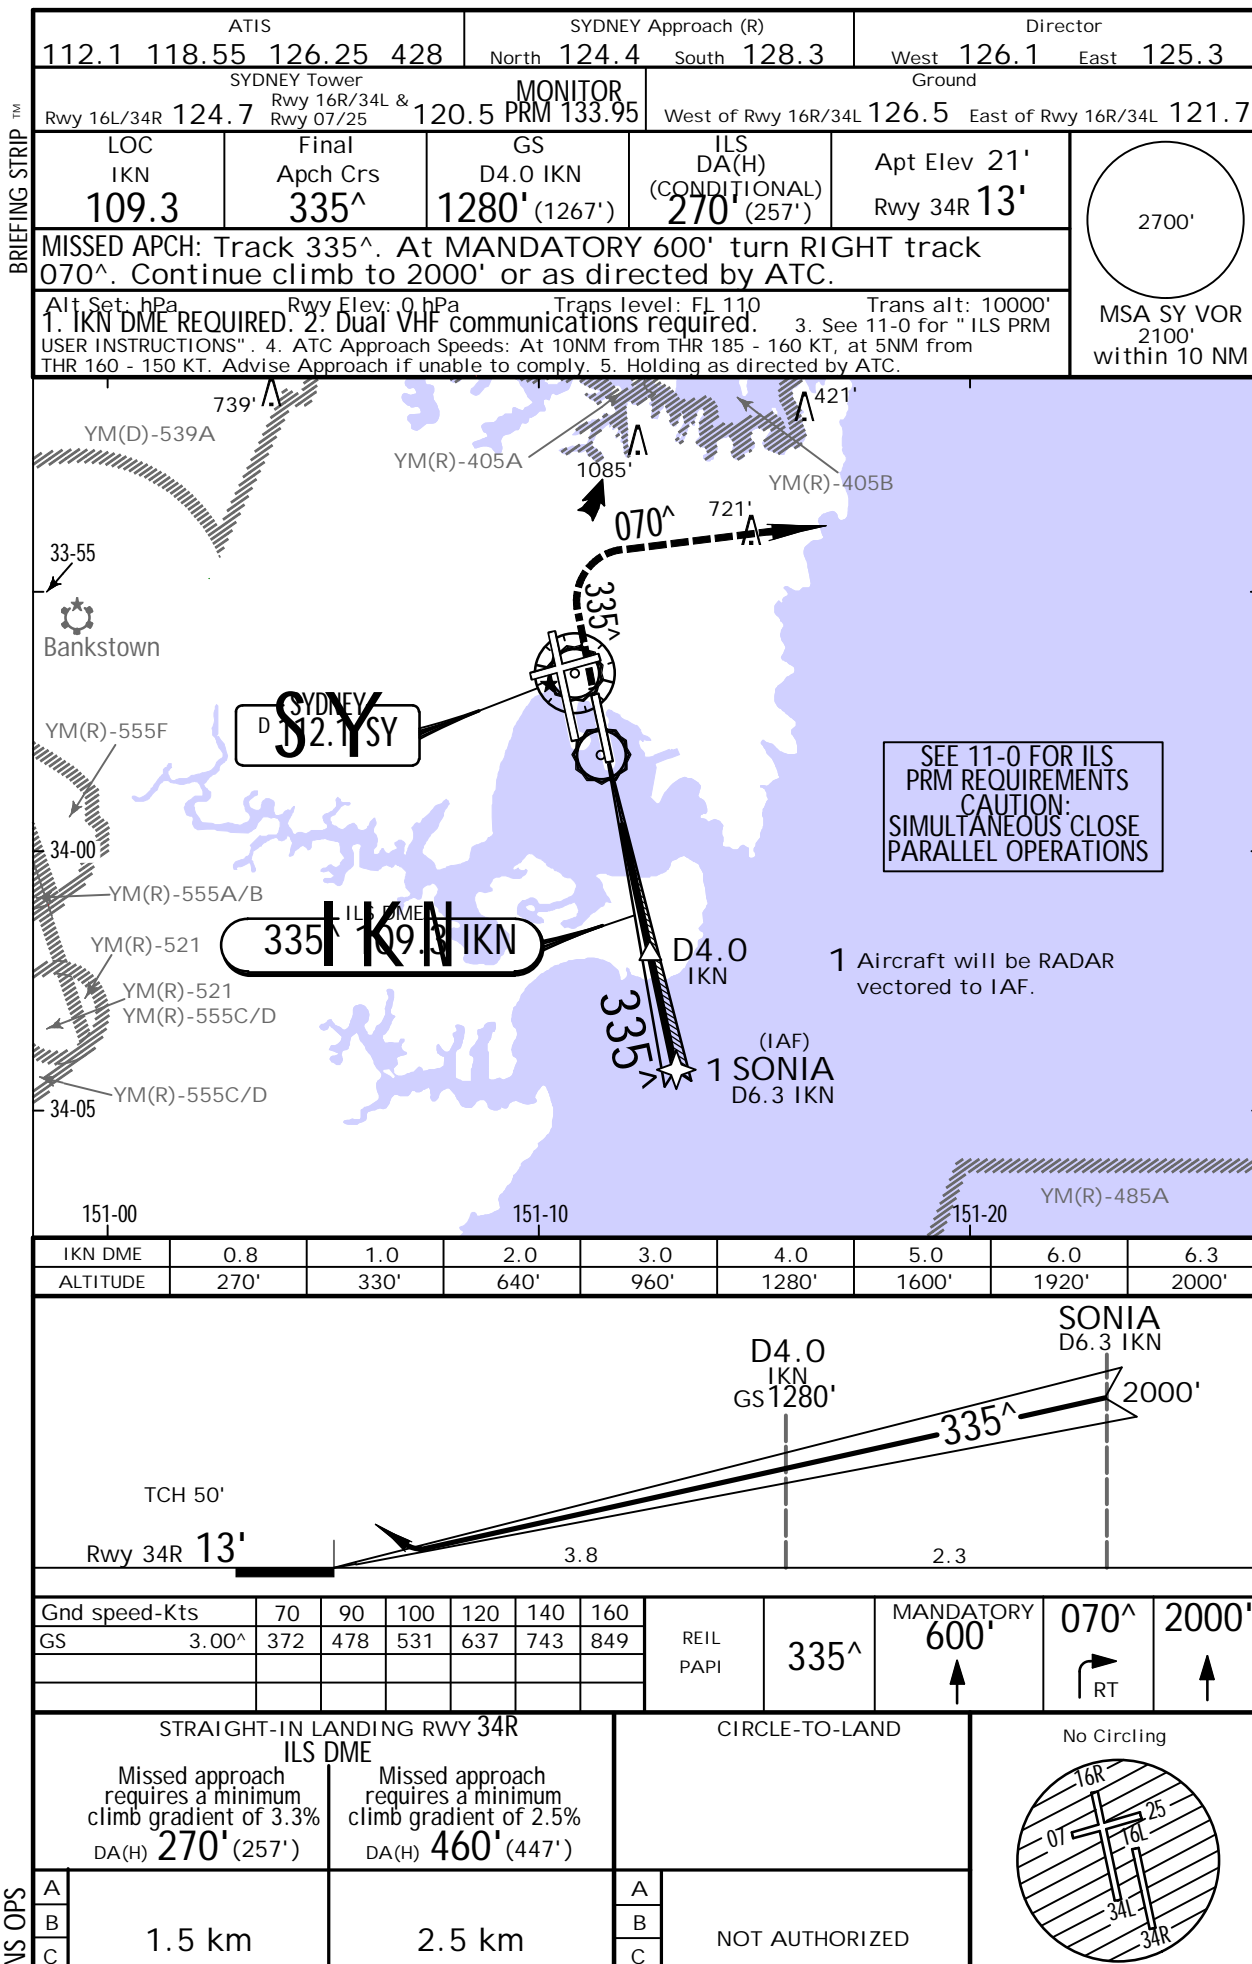 ATIS
112.1 118.55 126.25 428
SYDNEY Approach (R)
North 124.4 South 128.3
Director
West 126.1 East 125.3
SYDNEY Tower
Rwy 16L/34R 124.7 Rwy 16R/34L & Rwy 07/25 120.5
MONITOR
PRM 133.95
Ground
West of Rwy 16R/34L 126.5 East of Rwy 16R/34L 121.7
BRIEFING STRIP TM
LOC
IKN
109.3
Final
Apch Crs
335^
GS
D4.0 IKN
1280' (1267')
ILS
DA(H)
(CONDITIONAL)
270' (257')
Apt Elev 21'
Rwy 34R 13'
2700'
MSA SY VOR
2100'
within 10 NM
MISSED APCH: Track 335^. At MANDATORY 600' turn RIGHT track
070^. Continue climb to 2000' or as directed by ATC.
Alt Set: hPa Rwy Elev: 0 hPa Trans level: FL 110 Trans alt: 10000'
1. IKN DME REQUIRED. 2. Dual VHF communications required. 3. See 11-0 for "ILS PRM
USER INSTRUCTIONS". 4. ATC Approach Speeds: At 10NM from THR 185 - 160 KT, at 5NM from
THR 160 - 150 KT. Advise Approach if unable to comply. 5. Holding as directed by ATC.
739'
421'
YM(D)-539A
YM(R)-405A
1085'
YM(R)-405B
721'
070^
33-55
335^
Bankstown
SYDNEY
D 112.1 SY
S Y
YM(R)-555F
SEE 11-0 FOR ILS
PRM REQUIREMENTS
CAUTION:
SIMULTANEOUS CLOSE
PARALLEL OPERATIONS
34-00
YM(R)-555A/B
ILS DME
335^ 109.3 IKN
I K N
YM(R)-521
D4.0
IKN
1 Aircraft will be RADAR
vectored to IAF.
YM(R)-521
YM(R)-555C/D
335^
(IAF)
1 SONIA
D6.3 IKN
YM(R)-555C/D
34-05
YM(R)-485A
151-00 151-10 151-20
IKN DME 0.8 1.0 2.0 3.0 4.0 5.0 6.0 6.3
ALTITUDE 270' 330' 640' 960' 1280' 1600' 1920' 2000'
SONIA
D6.3 IKN
D4.0
IKN
GS 1280'
2000'
335^
TCH 50'
Rwy 34R 13'
3.8 2.3
Gnd speed-Kts 70 90 100 120 140 160
GS 3.00^ 372 478 531 637 743 849
REIL
PAPI
335^
MANDATORY
600'
070^
RT
2000'
STRAIGHT-IN LANDING RWY 34R
ILS DME
Missed approach
requires a minimum
climb gradient of 3.3%
DA(H) 270' (257')
Missed approach
requires a minimum
climb gradient of 2.5%
DA(H) 460' (447')
CIRCLE-TO-LAND
No Circling
16R
25
07
16L
34L
34R
A
B
C
1.5 km
2.5 km
A
B
C
NOT AUTHORIZED
NS OPS